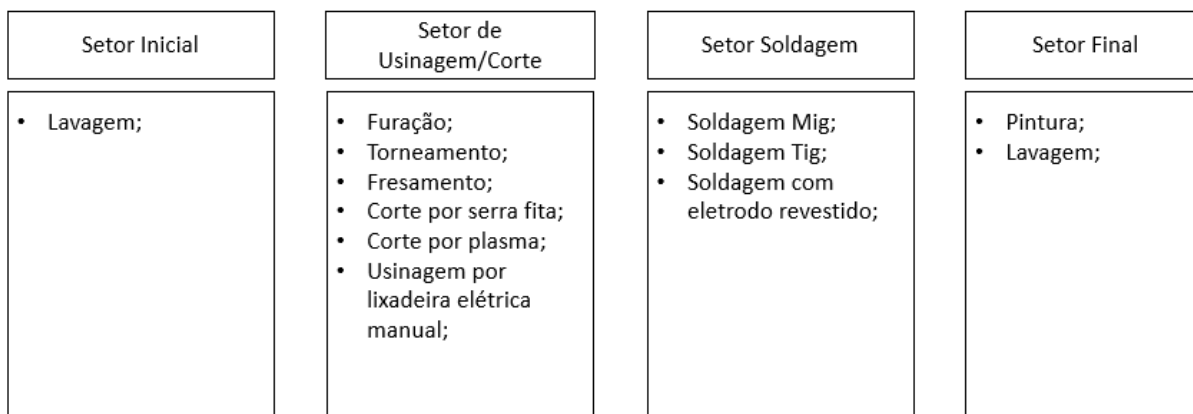 Setor Inicial
• Lavagem;
Setor de
Usinagem/Corte
• Furação;
• Torneamento;
• Fresamento;
• Corte por serra fita;
• Corte por plasma;
• Usinagem por
lixadeira elétrica
manual;
Setor Soldagem
• Soldagem Mig;
• Soldagem Tig;
• Soldagem com
eletrodo revestido;
Setor Final
• Pintura;
• Lavagem;